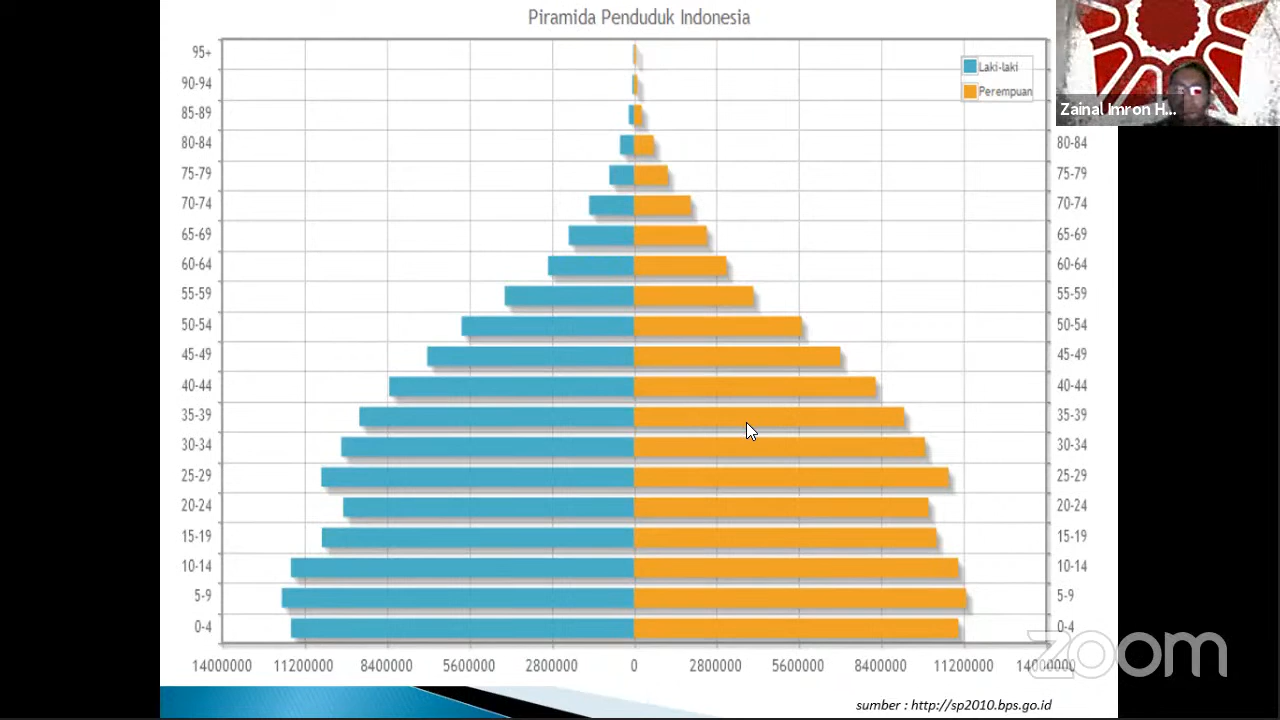 Piramida Penduduk Indonesia
Laki-laki
Perempuan
Zainal Imron H...
95+
90-94
85-89
80-84 80-84
75-79 75-79
70-74 70-74
65-69 65-69
60-64 60-64
55-59 55-59
50-54 50-54
45-49 45-49
40-44 40-44
35-39 35-39
30-34 30-34
25-29 25-29
20-24 20-24
15-19 15-19
10-14 10-14
5-9 5-9
0-4 0-4
14000000 11200000 8400000 5600000 2800000 0 2800000 5600000 8400000 11200000 14000000
zoom
sumber : http://sp2010.bps.go.id